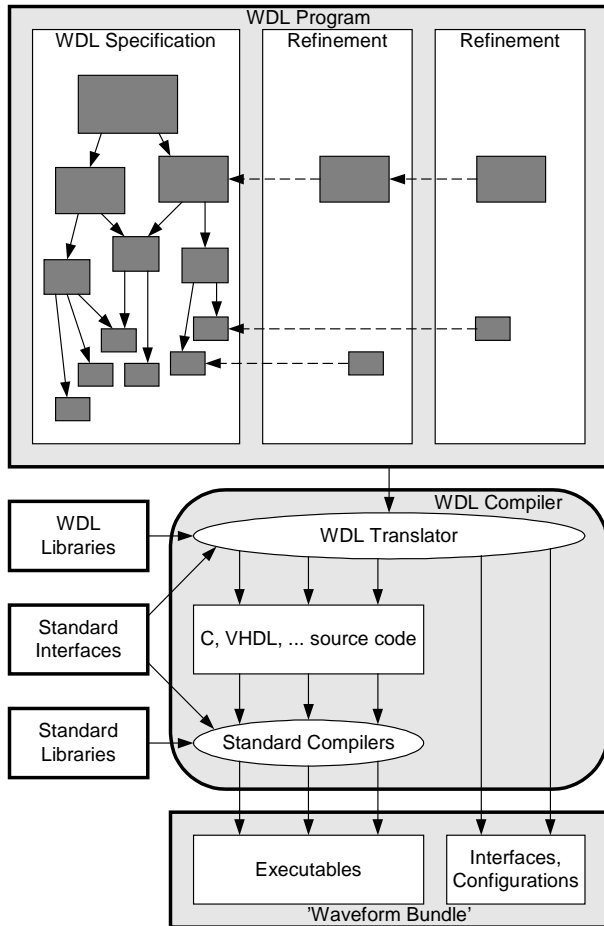 WDL Program
WDL Specification
Refinement
Refinement
WDL Compiler
WDL
Libraries
WDL Translator
Standard
Interfaces
C, VHDL, ... source code
Standard
Libraries
Standard Compilers
Executables
Interfaces,
Configurations
'Waveform Bundle'